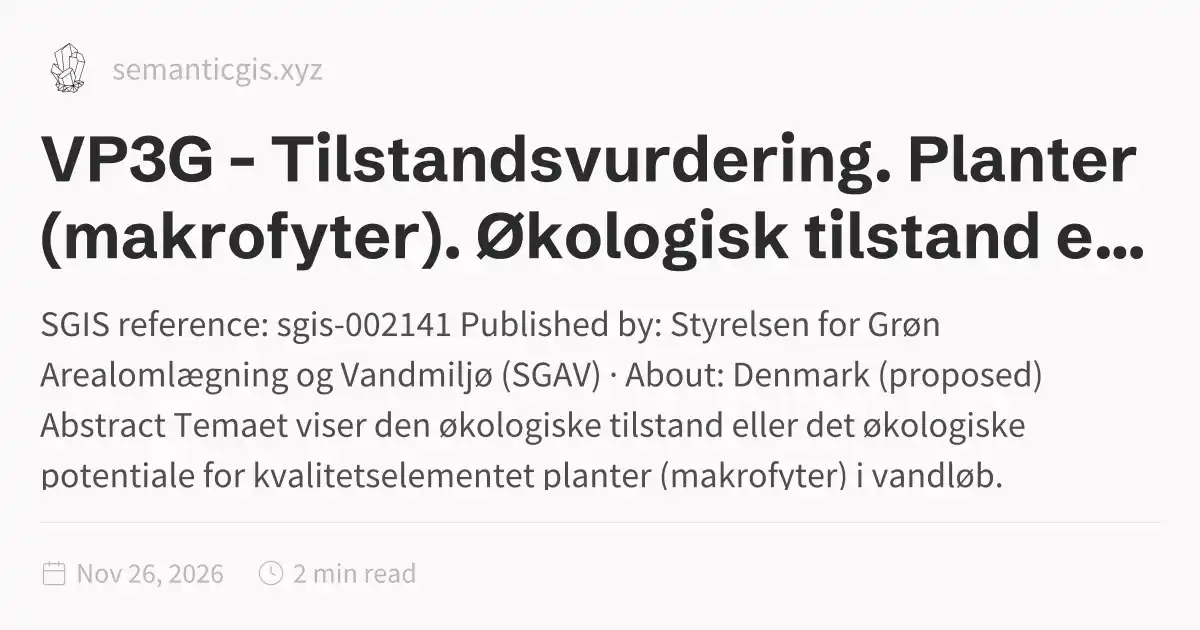 semanticgis.xyz
VP3G - Tilstandsvurdering. Planter
(makrofyter). Økologisk tilstand e...
SGIS reference: sgis-002141 Published by: Styrelsen for Grøn
Arealomlægning og Vandmiljø (SGAV) · About: Denmark (proposed)
Abstract Temaet viser den økologiske tilstand eller det økologiske
potentiale for kvalitetselementet planter (makrofyter) i vandløb.
Nov 26, 2026 2 min read